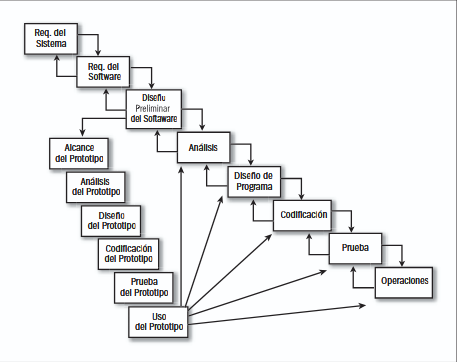 Req. del
Sistema
Req. del
Software
Diseño
Preliminar
del Softaware
Análisis
Diseño de
Programa
Codificación
Prueba
Operaciones
Alcance
del Prototipo
Análisis
del Prototipo
Diseño
del Prototipo
Codificación
del Prototipo
Prueba
del Prototipo
Uso
del Prototipo